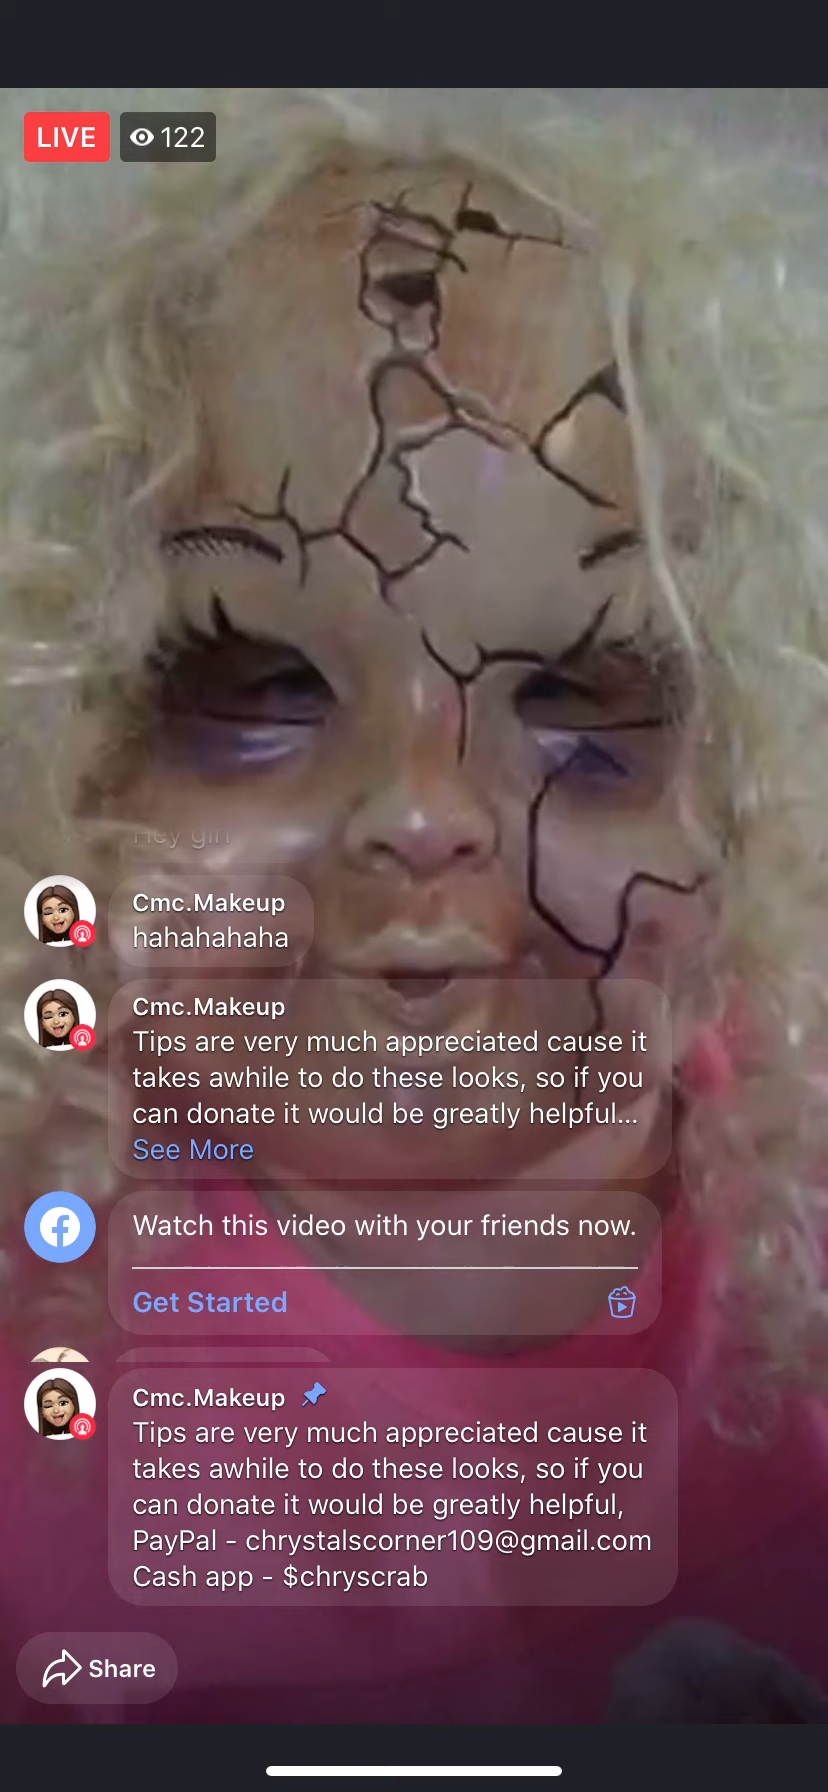 LIVE 122
Hey girl
Cmc.Makeup
hahahahaha
Cmc.Makeup
Tips are very much appreciated cause it
takes awhile to do these looks, so if you
can donate it would be greatly helpful...
See More
Watch this video with your friends now.
Get Started
Cmc.Makeup
Tips are very much appreciated cause it
takes awhile to do these looks, so if you
can donate it would be greatly helpful,
PayPal - chrystalscorner109@gmail.com
Cash app - $chryscrab
Share